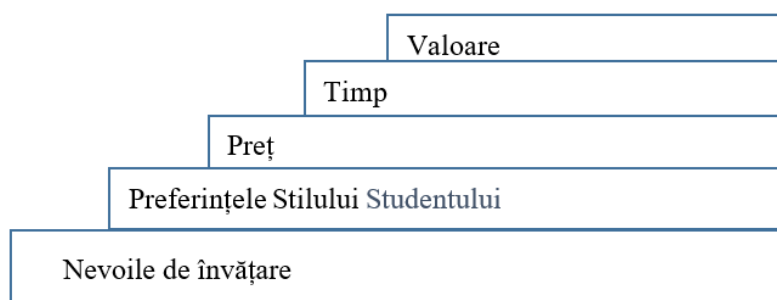 Valoare
Timp
Preț
Preferințele Stilului Studentului
Nevoile de învățare